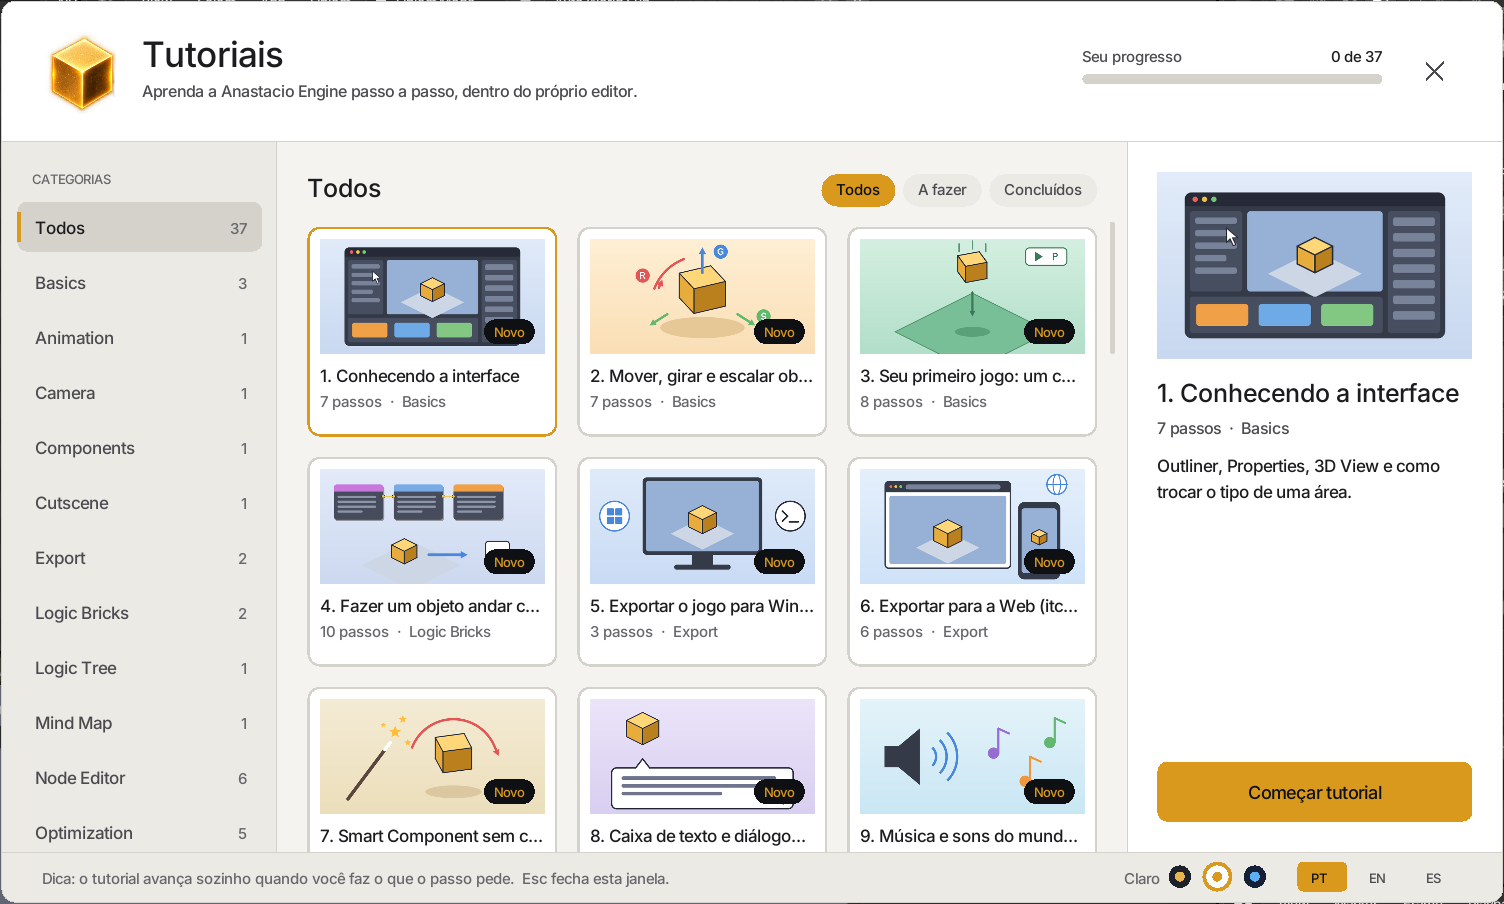 Tutoriais
Aprenda a Anastacio Engine passo a passo, dentro do próprio editor.
Seu progresso
0 de 37
CATEGORIAS
Todos 37
Basics 3
Animation 1
Camera 1
Components 1
Cutscene 1
Export 2
Logic Bricks 2
Logic Tree 1
Mind Map 1
Node Editor 6
Optimization 5
Todos
Todos
A fazer
Concluídos
Novo
1. Conhecendo a interface
7 passos · Basics
R
G
S
Novo
2. Mover, girar e escalar ob...
7 passos · Basics
P
Novo
3. Seu primeiro jogo: um c...
8 passos · Basics
Novo
4. Fazer um objeto andar c...
10 passos · Logic Bricks
Novo
5. Exportar o jogo para Win...
3 passos · Export
Novo
6. Exportar para a Web (itc...
6 passos · Export
Novo
7. Smart Component sem c...
Novo
8. Caixa de texto e diálogo...
Novo
9. Música e sons do mund...
1. Conhecendo a interface
7 passos · Basics
Outliner, Properties, 3D View e como
trocar o tipo de uma área.
Começar tutorial
Dica: o tutorial avança sozinho quando você faz o que o passo pede. Esc fecha esta janela.
Claro
PT
EN
ES